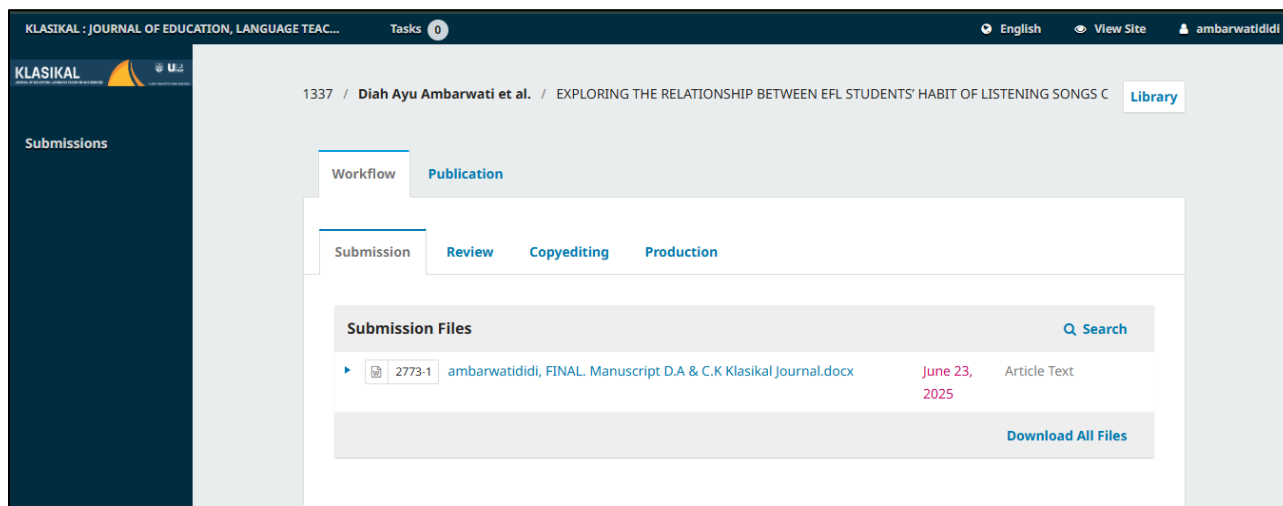 KLASIKAL : JOURNAL OF EDUCATION, LANGUAGE TEAC... Tasks 0 English View Site ambarwatididi
KLASIKAL
1337 / Diah Ayu Ambarwati et al. / EXPLORING THE RELATIONSHIP BETWEEN EFL STUDENTS' HABIT OF LISTENING SONGS C Library
Submissions
Workflow Publication
Submission Review Copyediting Production
Submission Files Search
2773-1 ambarwatididi, FINAL. Manuscript D.A & C.K Klasikal Journal.docx June 23, Article Text
2025
Download All Files